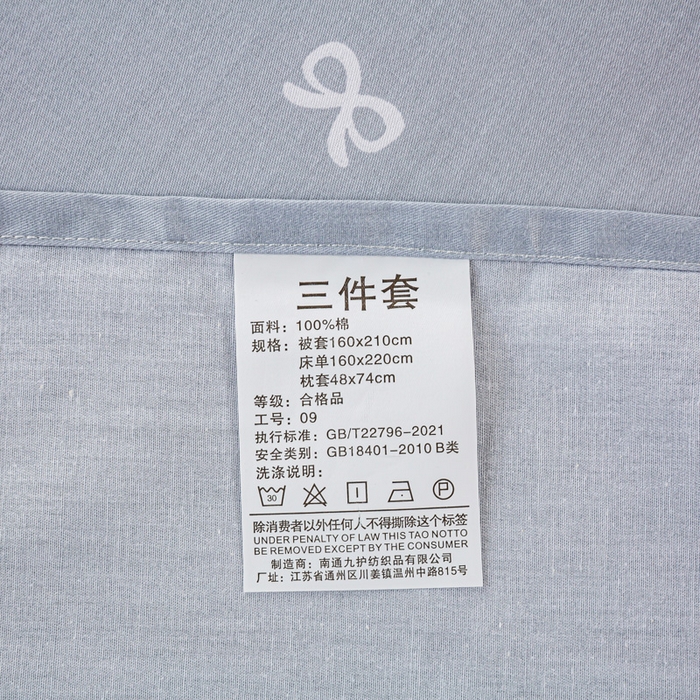 三件套
面料：100%棉
规格：被套160x210cm
床单160x220cm
枕套48x74cm
等级：合格品
工号：09
执行标准：GB/T22796-2021
安全类别：GB18401-2010 B类
洗涤说明：
30
P
除消费者以外任何人不得撕除这个标签
UNDER PENALTY OF LAW THIS TAO NOTTO
BE REMOVED EXCEPT BY THE CONSUMER
制造商：南通九护纺织品有限公司
厂址：江苏省通州区川姜镇温州中路815号